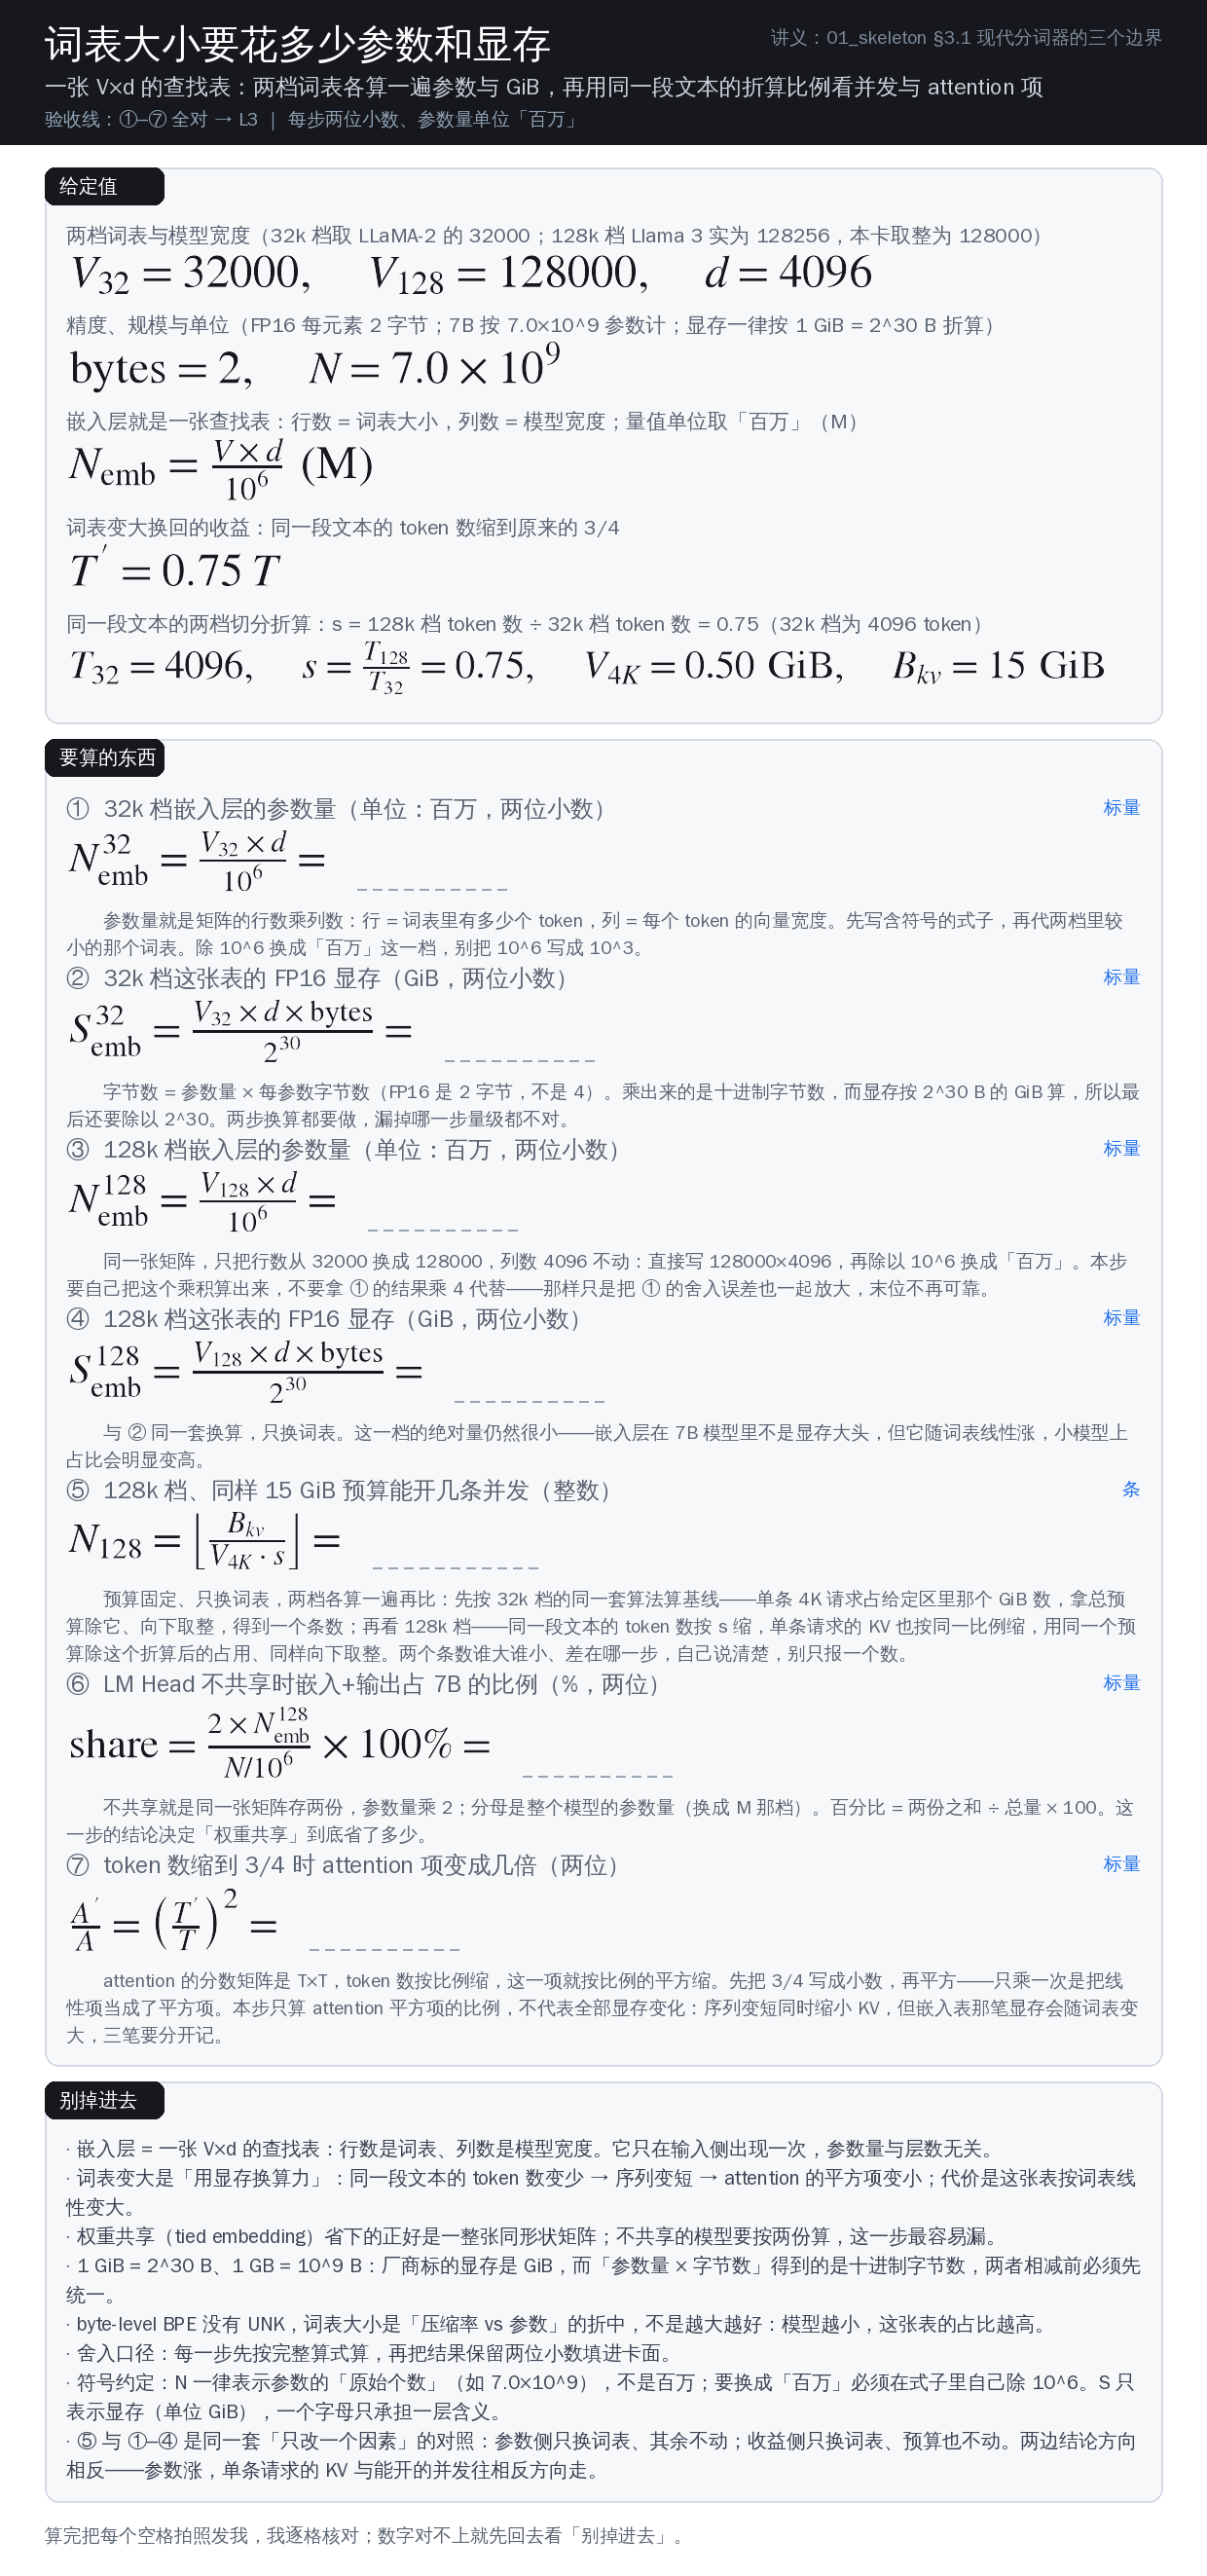 词表大小要花多少参数和显存
讲义：01_skeleton §3.1 现代分词器的三个边界
一张 V×d 的查找表：两档词表各算一遍参数与 GiB，再用同一段文本的折算比例看并发与 attention 项
验收线：①—⑦ 全对 → L3 ｜ 每步两位小数、参数量单位「百万」
给定值
两档词表与模型宽度（32k 档取 LLaMA-2 的 32000；128k 档 Llama 3 实为 128256，本卡取整为 128000）
V₃₂ = 32000, V₁₂₈ = 128000, d = 4096
精度、规模与单位（FP16 每元素 2 字节；7B 按 7.0×10^9 参数计；显存一律按 1 GiB = 2^30 B 折算）
bytes = 2, N = 7.0 × 10⁹
嵌入层就是一张查找表：行数 = 词表大小，列数 = 模型宽度；量值单位取「百万」（M）
N_emb = (V × d)/10⁶ (M)
词表变大换回的收益：同一段文本的 token 数缩到原来的 3/4
T′ = 0.75 T
同一段文本的两档切分折算：s = 128k 档 token 数 ÷ 32k 档 token 数 = 0.75（32k 档为 4096 token）
T₃₂ = 4096, s = T₁₂₈/T₃₂ = 0.75, V_4K = 0.50 GiB, B_kv = 15 GiB
要算的东西
① 32k 档嵌入层的参数量（单位：百万，两位小数）
标量
N_emb^32 = (V₃₂ × d)/10⁶ = 
参数量就是矩阵的行数乘列数：行 = 词表里有多少个 token，列 = 每个 token 的向量宽度。先写含符号的式子，再代两档里较
小的那个词表。除 10^6 换成「百万」这一档，别把 10^6 写成 10^3。
② 32k 档这张表的 FP16 显存（GiB，两位小数）
标量
S_emb^32 = (V₃₂ × d × bytes)/2³⁰ = 
字节数 = 参数量 × 每参数字节数（FP16 是 2 字节，不是 4）。乘出来的是十进制字节数，而显存按 2^30 B 的 GiB 算，所以最
后还要除以 2^30。两步换算都要做，漏掉哪一步量级都不对。
③ 128k 档嵌入层的参数量（单位：百万，两位小数）
标量
N_emb^128 = (V₁₂₈ × d)/10⁶ = 
同一张矩阵，只把行数从 32000 换成 128000，列数 4096 不动：直接写 128000×4096，再除以 10^6 换成「百万」。本步
要自己把这个乘积算出来，不要拿 ① 的结果乘 4 代替——那样只是把 ① 的舍入误差也一起放大，末位不再可靠。
④ 128k 档这张表的 FP16 显存（GiB，两位小数）
标量
S_emb^128 = (V₁₂₈ × d × bytes)/2³⁰ = 
与 ② 同一套换算，只换词表。这一档的绝对量仍然很小——嵌入层在 7B 模型里不是显存大头，但它随词表线性涨，小模型上
占比会明显变高。
⑤ 128k 档、同样 15 GiB 预算能开几条并发（整数）
条
N₁₂₈ = ⌊B_kv/(V_4K · s)⌋ = 
预算固定、只换词表，两档各算一遍再比：先按 32k 档的同一套算法算基线——单条 4K 请求占给定区里那个 GiB 数，拿总预
算除它、向下取整，得到一个条数；再看 128k 档——同一段文本的 token 数按 s 缩，单条请求的 KV 也按同一比例缩，用同一个预
算除这个折算后的占用、同样向下取整。两个条数谁大谁小、差在哪一步，自己说清楚，别只报一个数。
⑥ LM Head 不共享时嵌入+输出占 7B 的比例（%，两位）
标量
share = (2 × N_emb^128)/(N/10⁶) × 100% = 
不共享就是同一张矩阵存两份，参数量乘 2；分母是整个模型的参数量（换成 M 那档）。百分比 = 两份之和 ÷ 总量 × 100。这
一步的结论决定「权重共享」到底省了多少。
⑦ token 数缩到 3/4 时 attention 项变成几倍（两位）
标量
A′/A = (T′/T)² = 
attention 的分数矩阵是 T×T，token 数按比例缩，这一项就按比例的平方缩。先把 3/4 写成小数，再平方——只乘一次是把线
性项当成了平方项。本步只算 attention 平方项的比例，不代表全部显存变化：序列变短同时缩小 KV，但嵌入表那笔显存会随词表变
大，三笔要分开记。
别掉进去
· 嵌入层 = 一张 V×d 的查找表：行数是词表、列数是模型宽度。它只在输入侧出现一次，参数量与层数无关。
· 词表变大是「用显存换算力」：同一段文本的 token 数变少 → 序列变短 → attention 的平方项变小；代价是这张表按词表线
性变大。
· 权重共享（tied embedding）省下的正好是一整张同形状矩阵；不共享的模型要按两份算，这一步最容易漏。
· 1 GiB = 2^30 B、1 GB = 10^9 B：厂商标的显存是 GiB，而「参数量 × 字节数」得到的是十进制字节数，两者相减前必须先
统一。
· byte-level BPE 没有 UNK，词表大小是「压缩率 vs 参数」的折中，不是越大越好：模型越小，这张表的占比越高。
· 舍入口径：每一步先按完整算式算，再把结果保留两位小数填进卡面。
· 符号约定：N 一律表示参数的「原始个数」（如 7.0×10^9），不是百万；要换成「百万」必须在式子里自己除 10^6。S 只
表示显存（单位 GiB），一个字母只承担一层含义。
· ⑤ 与 ①—④ 是同一套「只改一个因素」的对照：参数侧只换词表、其余不动；收益侧只换词表、预算也不动。两边结论方向
相反——参数涨，单条请求的 KV 与能开的并发往相反方向走。
算完把每个空格拍照发我，我逐格核对；数字对不上就先回去看「别掉进去」。